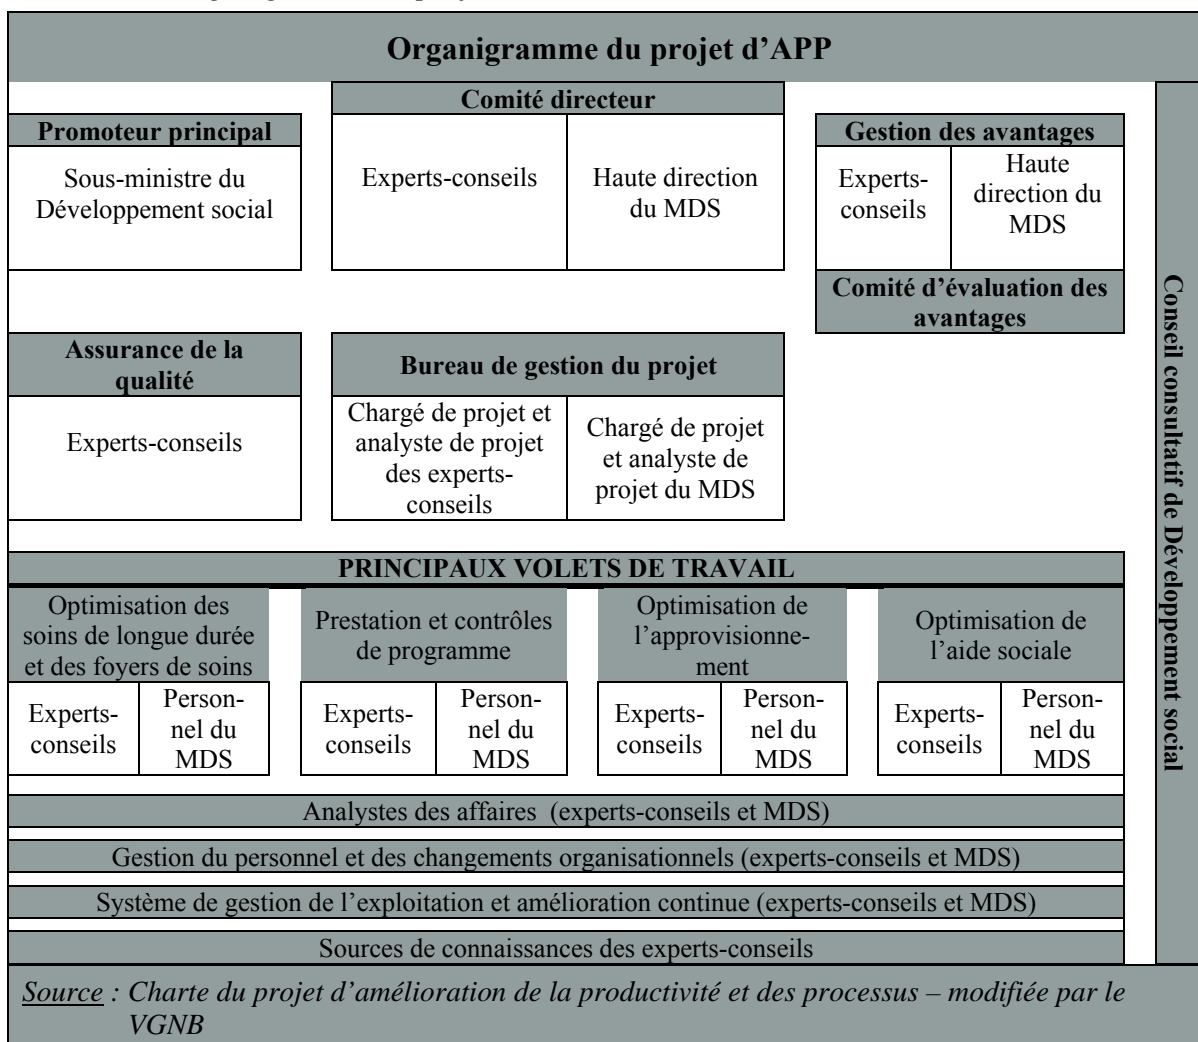 Organigramme du projet d’APP
Comité directeur
Promoteur principal
Sous-ministre du
Développement social
Experts-conseils
Haute direction
du MDS
Gestion des avantages
Experts-
conseils
Haute
direction du
MDS
Comité d’évaluation des
avantages
Assurance de la
qualité
Experts-conseils
Bureau de gestion du projet
Chargé de projet et
analyste de projet
des experts-
conseils
Chargé de projet
et analyste de
projet du MDS
PRINCIPAUX VOLETS DE TRAVAIL
Optimisation des
soins de longue durée
et des foyers de soins
Experts-
conseils
Person-
nel du
MDS
Prestation et contrôles
de programme
Experts-
conseils
Person-
nel du
MDS
Optimisation de
l’approvisionne-
ment
Experts-
conseils
Person-
nel du
MDS
Optimisation de
l’aide sociale
Experts-
conseils
Person-
nel du
MDS
Analystes des affaires (experts-conseils et MDS)
Gestion du personnel et des changements organisationnels (experts-conseils et MDS)
Système de gestion de l’exploitation et amélioration continue (experts-conseils et MDS)
Sources de connaissances des experts-conseils
Conseil consultatif de Développement social
Source : Charte du projet d’amélioration de la productivité et des processus – modifiée par le
VGNB